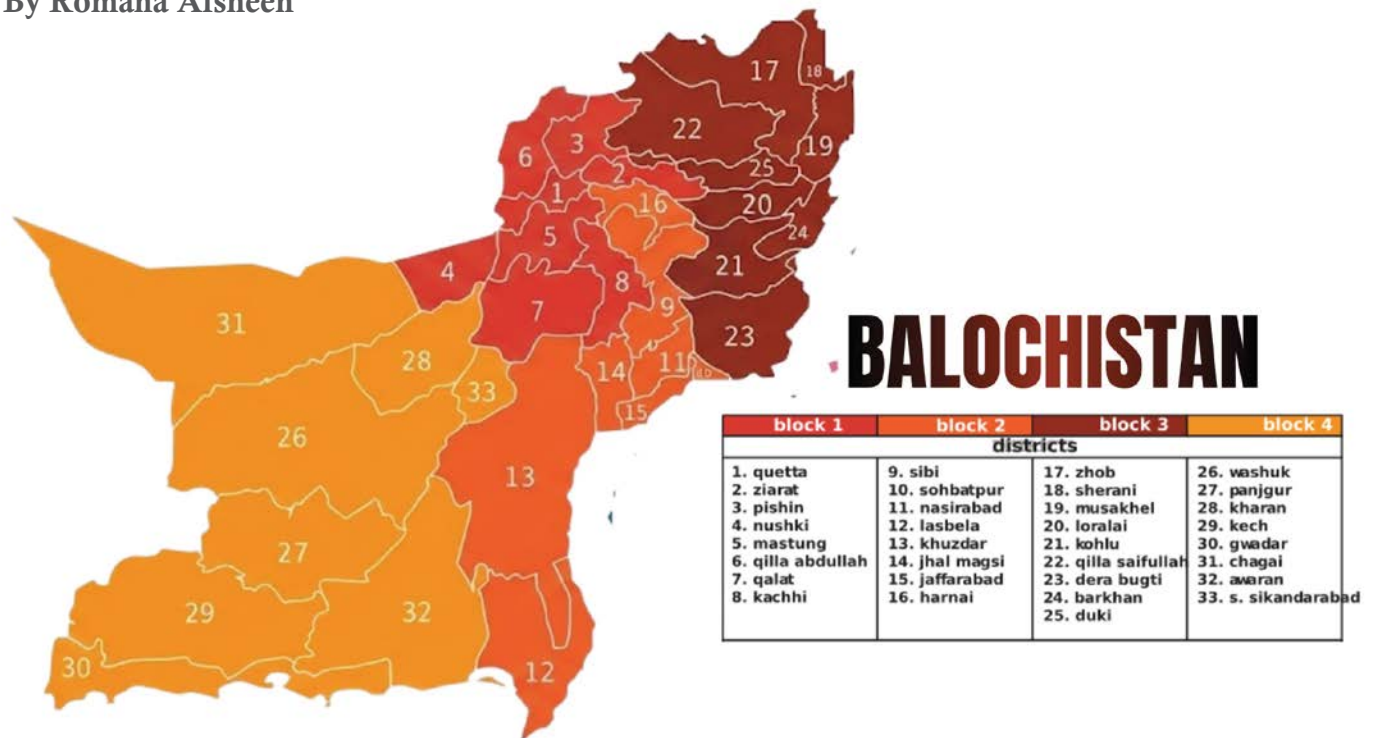 By Romana Afsheen
17
18
22
3
19
6
25
2
1
16
20
24
5
21
4
8
9
7
31
23
28
14
11
33
15
26
13
27
29
32
30
12
BALOCHISTAN
block 1 block 2 block 3 block 4
districts
1. quetta 9. sibi 17. zhob 26. washuk
2. ziarat 10. sohbatpur 18. sherani 27. panjgur
3. pishin 11. nasirabad 19. musakhel 28. kharan
4. nushki 12. lasbela 20. loralai 29. kech
5. mastung 13. khuzdar 21. kohlu 30. gwadar
6. qilla abdullah 14. jhal magsi 22. qilla saifullah 31. chagai
7. qalat 15. jaffarabad 23. dera bugti 32. awaran
8. kachhi 16. harnai 24. barkhan 33. s. sikandarabad
25. duki